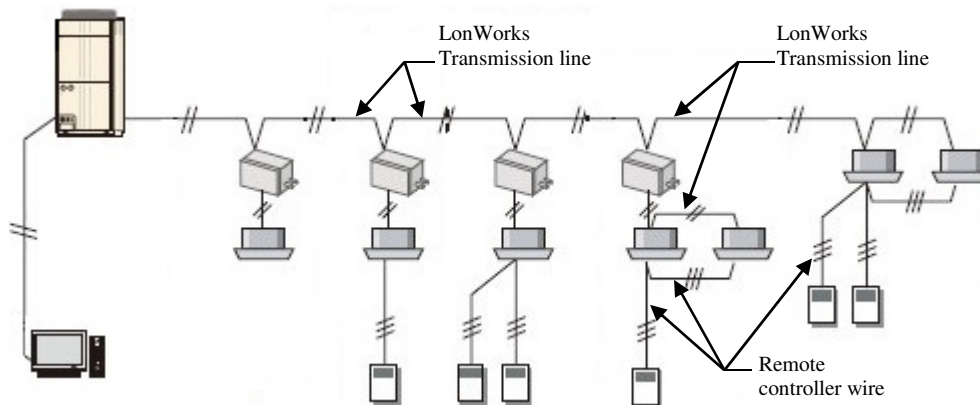 LonWorks
Transmission line
LonWorks
Transmission line
Remote
controller wire